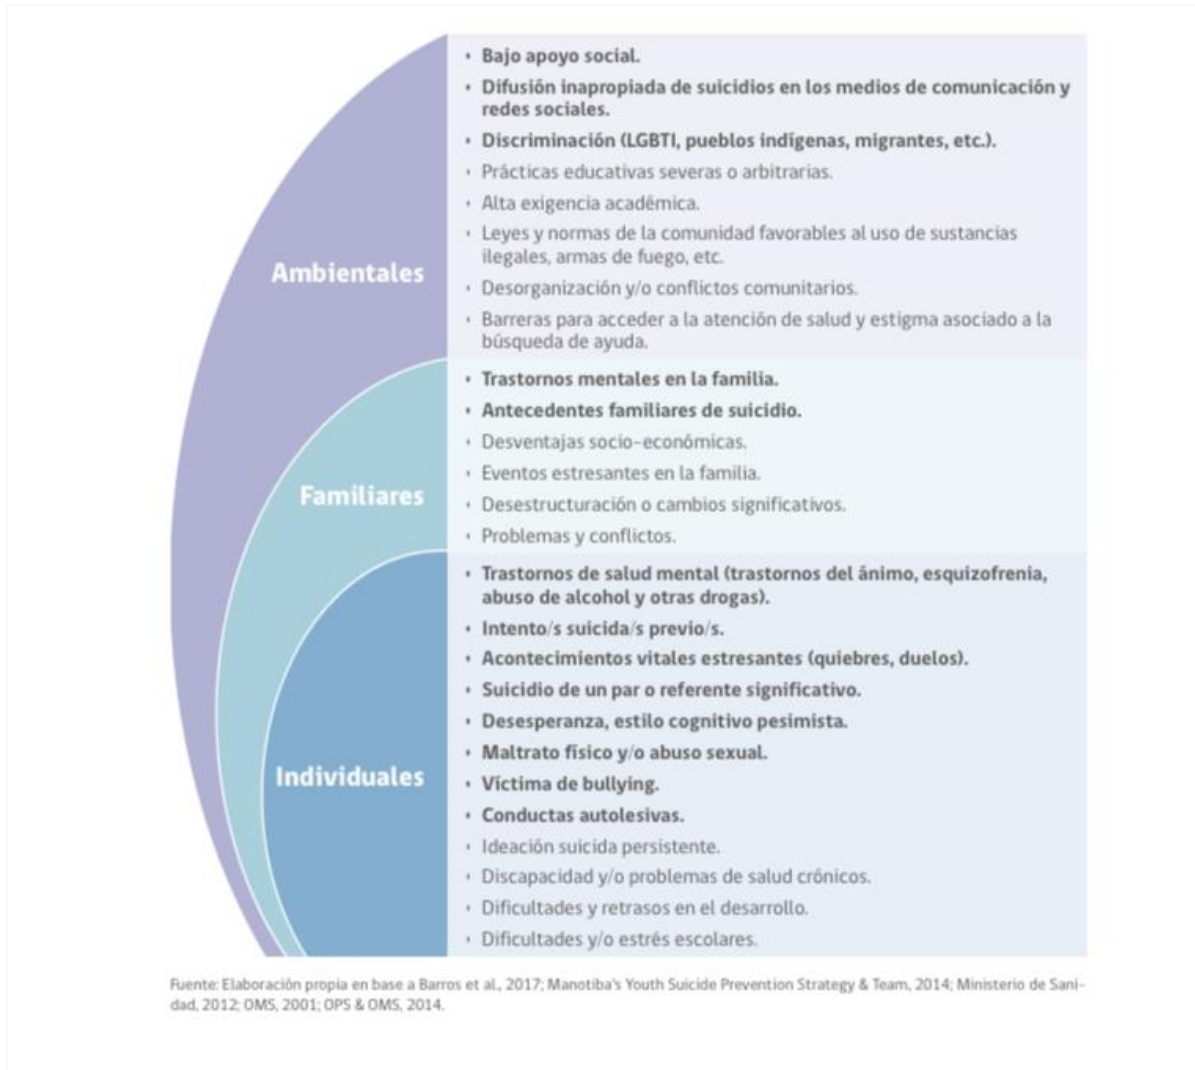 Ambientales
• Bajo apoyo social.
• Difusión inapropiada de suicidios en los medios de comunicación y
redes sociales.
• Discriminación (LGBTI, pueblos indígenas, migrantes, etc.).
• Prácticas educativas severas o arbitrarias.
• Alta exigencia académica.
• Leyes y normas de la comunidad favorables al uso de sustancias
ilegales, armas de fuego, etc.
• Desorganización y/o conflictos comunitarios.
• Barreras para acceder a la atención de salud y estigma asociado a la
búsqueda de ayuda.
Familiares
• Trastornos mentales en la familia.
• Antecedentes familiares de suicidio.
• Desventajas socio-económicas.
• Eventos estresantes en la familia.
• Desestructuración o cambios significativos.
• Problemas y conflictos.
Individuales
• Trastornos de salud mental (trastornos del ánimo, esquizofrenia,
abuso de alcohol y otras drogas).
• Intento/s suicida/s previo/s.
• Acontecimientos vitales estresantes (quiebres, duelos).
• Suicidio de un par o referente significativo.
• Desesperanza, estilo cognitivo pesimista.
• Maltrato físico y/o abuso sexual.
• Víctima de bullying.
• Conductas autolesivas.
• Ideación suicida persistente.
• Discapacidad y/o problemas de salud crónicos.
• Dificultades y retrasos en el desarrollo.
• Dificultades y/o estrés escolares.
Fuente: Elaboración propia en base a Barros et al., 2017; Manotiba's Youth Suicide Prevention Strategy & Team, 2014; Ministerio de Sani-
dad, 2012; OMS, 2001; OPS & OMS, 2014.